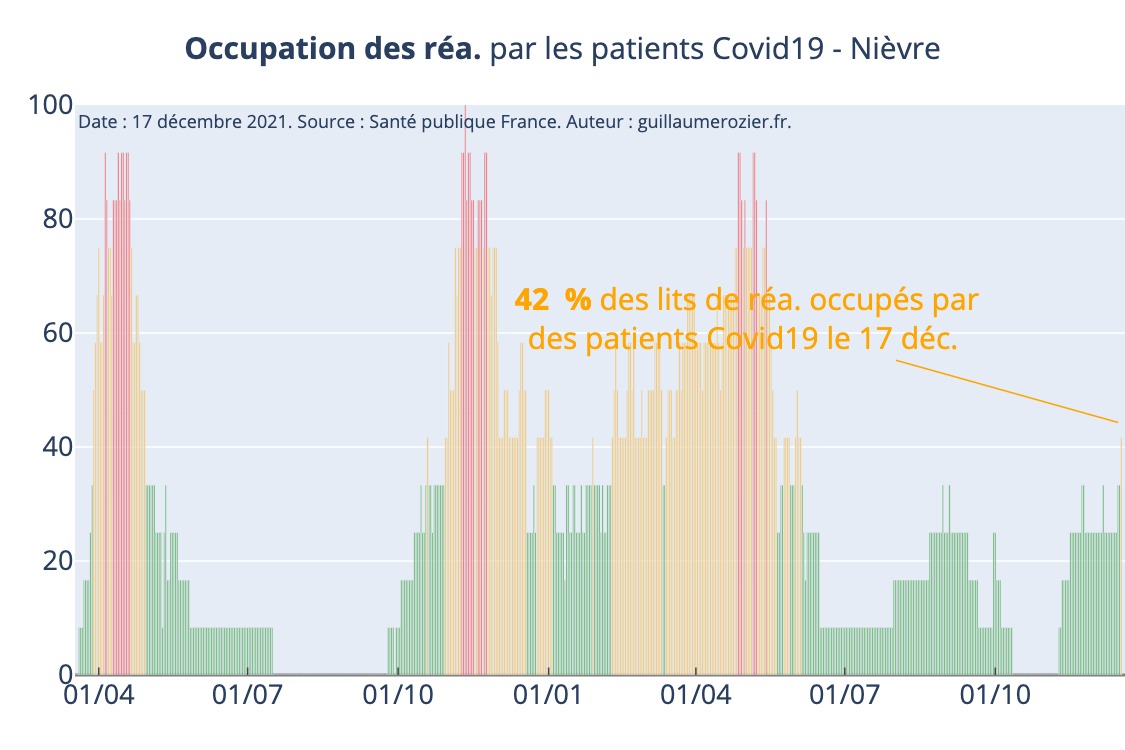 Occupation des réa. par les patients Covid19 - Nièvre
100
Date : 17 décembre 2021. Source : Santé publique France. Auteur : guillaumerozier.fr.
80
42 % des lits de réa. occupés par
des patients Covid19 le 17 déc.
60
40
20
0
01/04 01/07 01/10 01/01 01/04 01/07 01/10